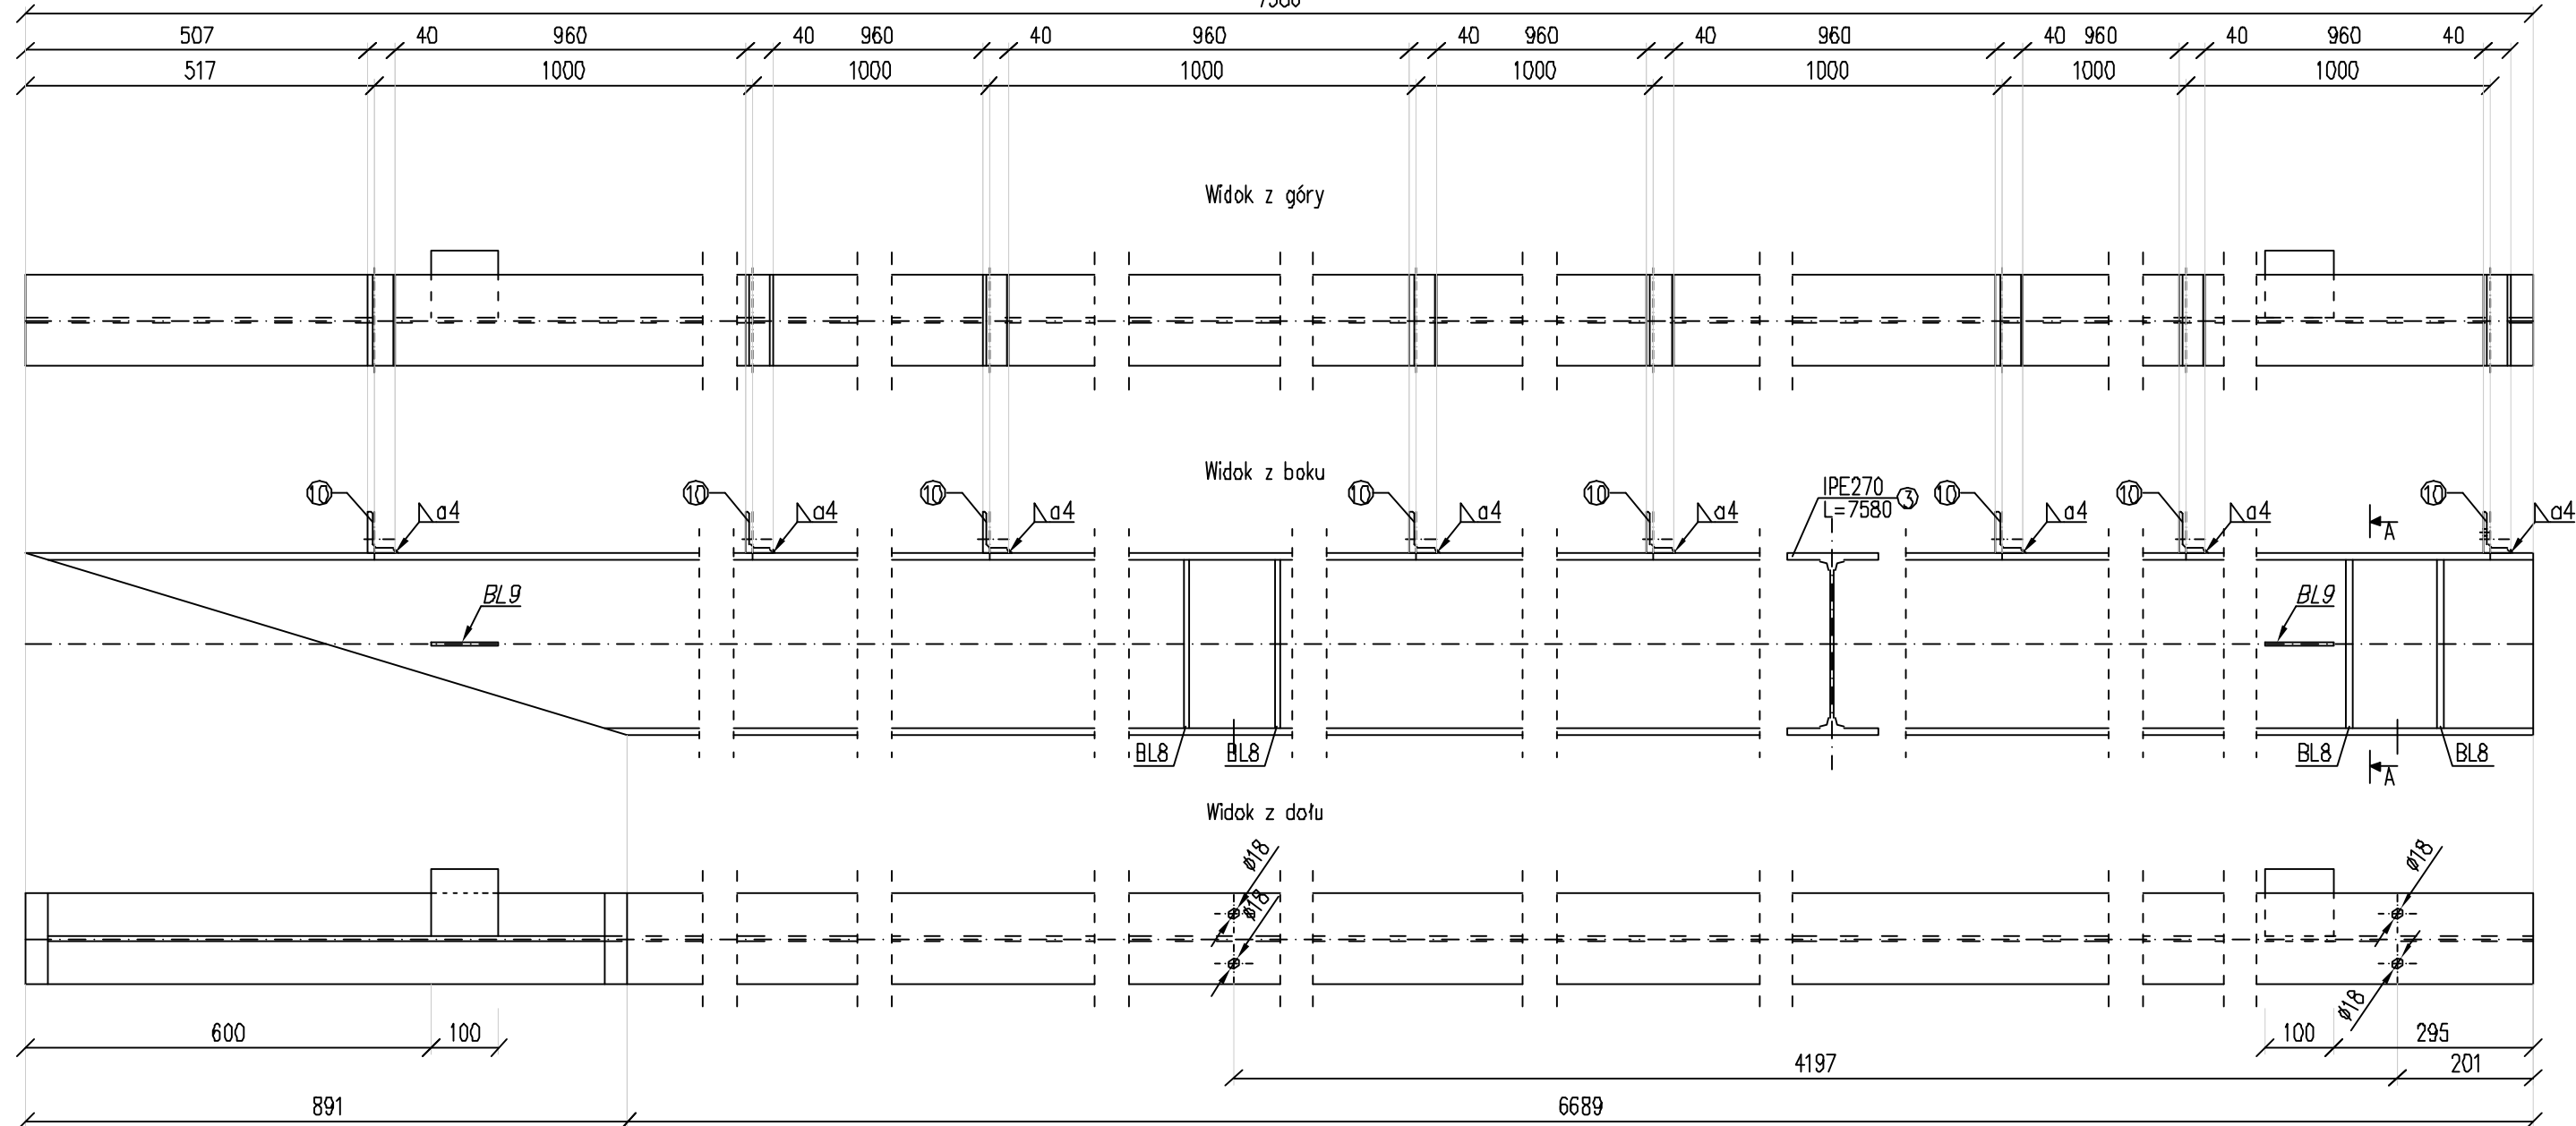 507 40 960 40 960 40 960 40 960 40 960 40 960 40 960 40
517 1000 1000 1000 1000 1000 1000 1000
Widok z góry
Widok z boku
10 a4 10 a4 10 a4 10 a4 10 a4 IPE270 3 10 a4 10 a4 10 a4
L=7580
A
BL9 BL9
BL8 BL8 BL8 BL8
A
Widok z dołu
ø18 ø18
ø18
ø18
600 100 100 295
4197 201
891 6689